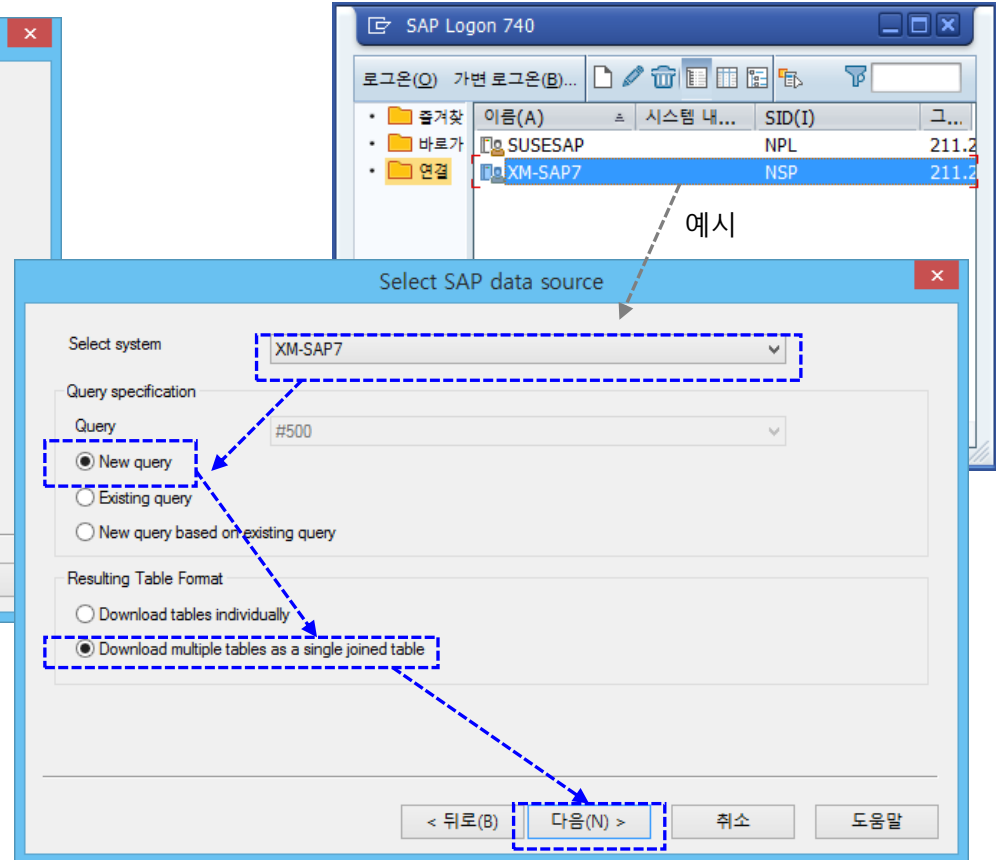 SAP Logon 740
로그온(O) 가변 로그온(B)...
즐겨찾
바로가
연결
이름(A) 시스템 내... SID(I) 그...
SUSESAP NPL 211.2
XM-SAP7 NSP 211.2
예시
Select SAP data source
Select system XM-SAP7
Query specification
Query #500
New query
Existing query
New query based on existing query
Resulting Table Format
Download tables individually
Download multiple tables as a single joined table
< 뒤로(B) 다음(N) > 취소 도움말